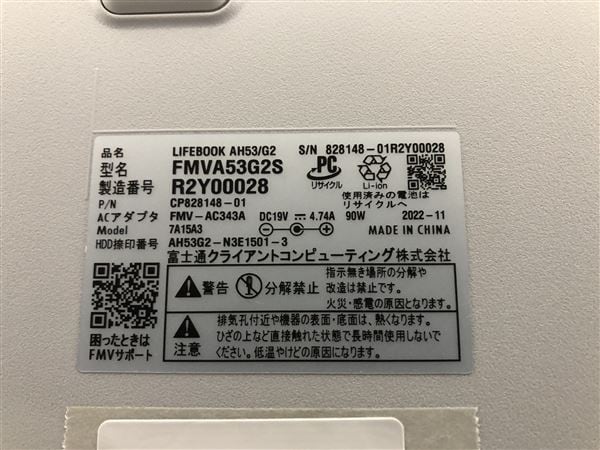 品名 LIFEBOOK AH53/G2 S/N 828148-01R2Y00028
型名 FMVA53G2S
製造番号 R2Y00028
PC
リサイクル
Li-ion
使用済みの電池は
リサイクルへ
P/N CP828148-01
ACアダプタ FMV-AC343A DC19V 4.74A 90W 2022-11
Model 7A15A3 MADE IN CHINA
HDD捺印番号 AH53G2-N3E1501-3
富士通クライアントコンピューティング株式会社
警告 分解禁止
指示無き場所の分解や
改造は禁止です。
火災・感電の原因となります。
注意
排気孔付近や機器の表面・底面は、熱くなります。
ひざの上など直接触れた状態で長時間使用しない
でください。低温やけどの原因になります。
困ったときは
FMVサポート